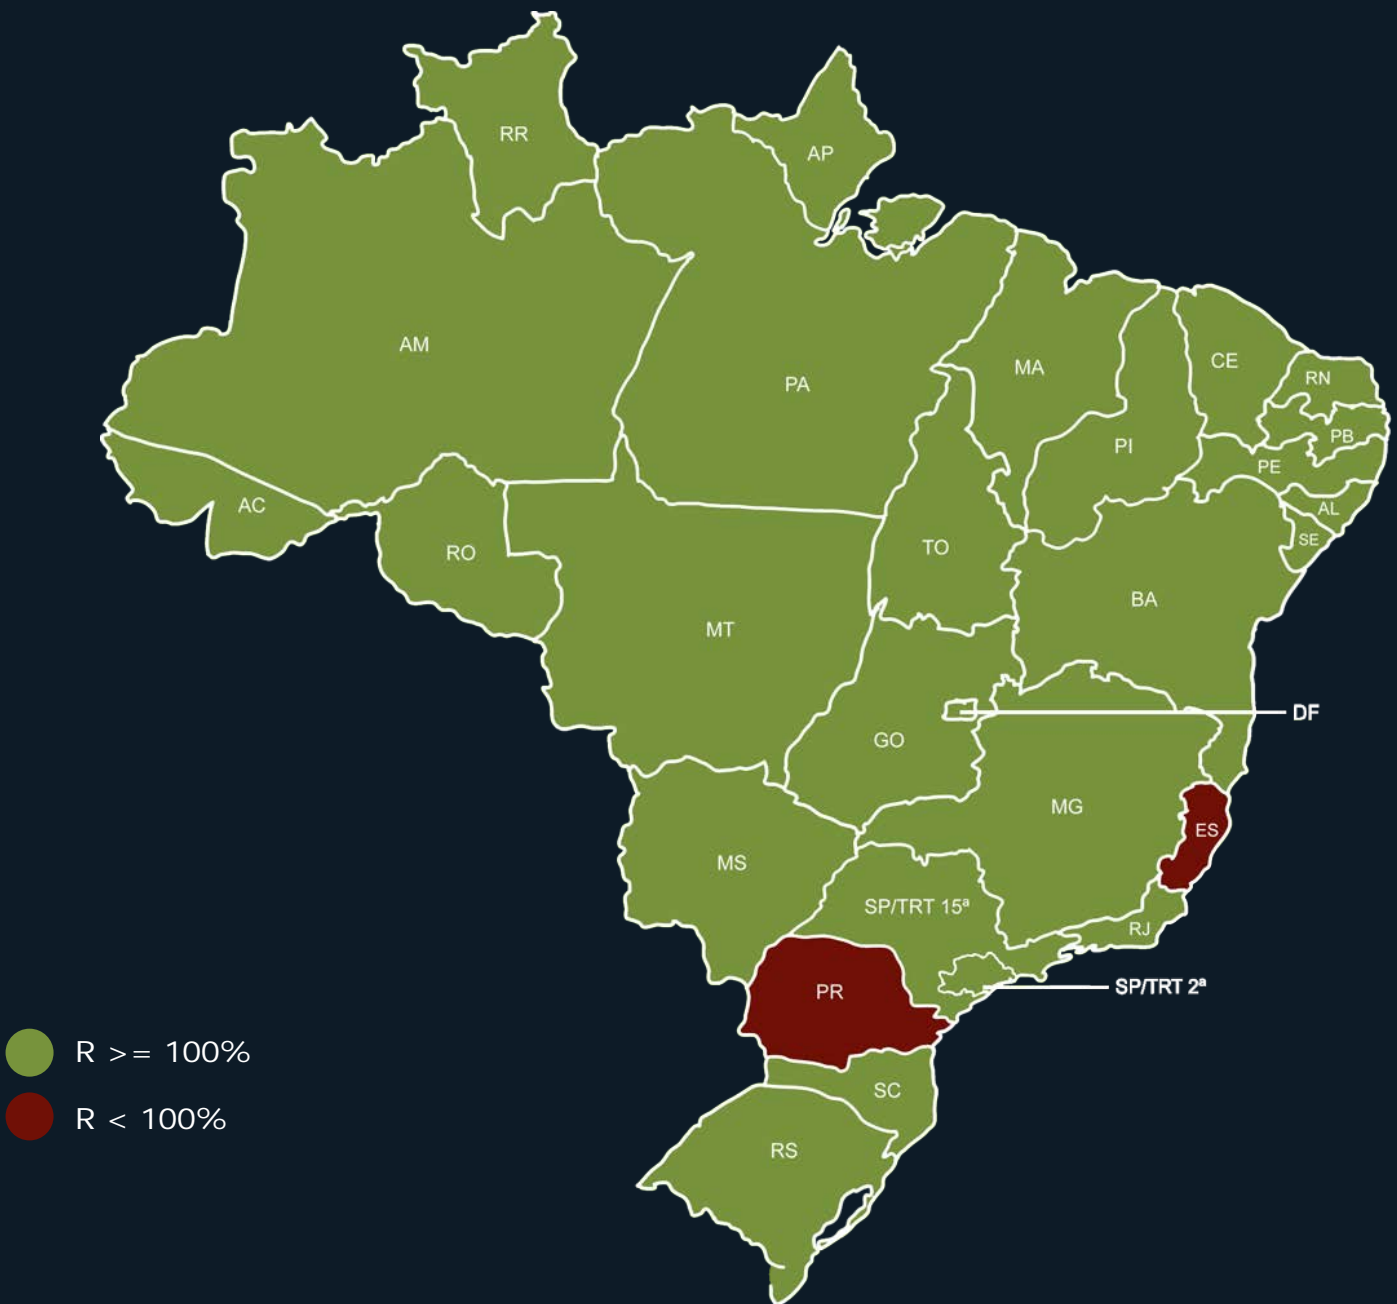 RR
AP
AM
PA
MA
CE
RN
PI
PB
PE
AC
AL
RO
TO
SE
BA
MT
DF
GO
MG
ES
MS
SP/TRT 15ª
RJ
PR
SP/TRT 2ª
R >= 100%
SC
R < 100%
RS